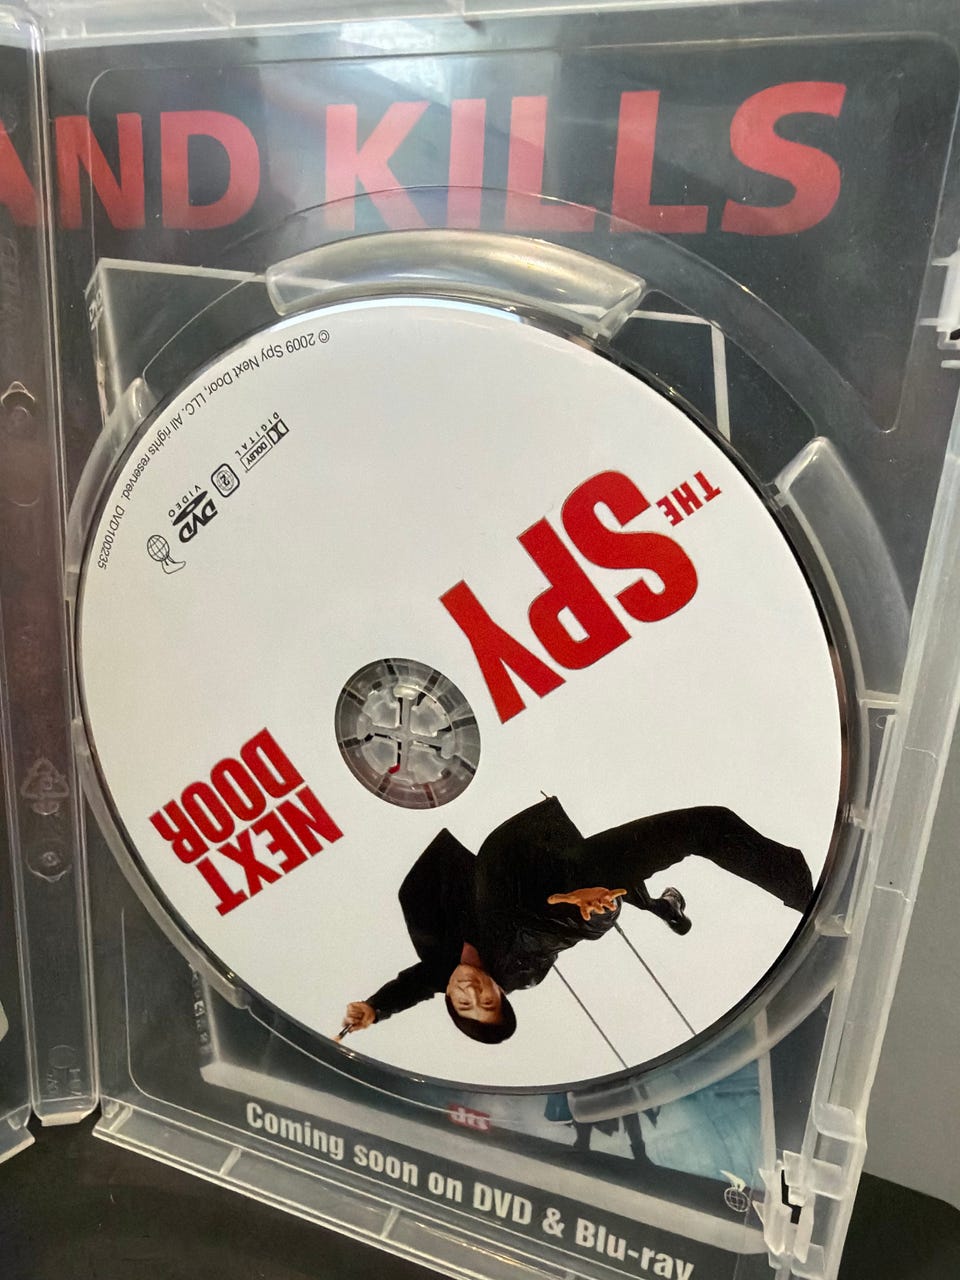 AND KILLS
THE
SPY
NEXT
DOOR
DOLBY
DIGITAL
2
DVD
VIDEO
© 2009 Spy Next Door, LLC. All rights reserved. DVD100235
dts
Coming soon on DVD & Blu-ray